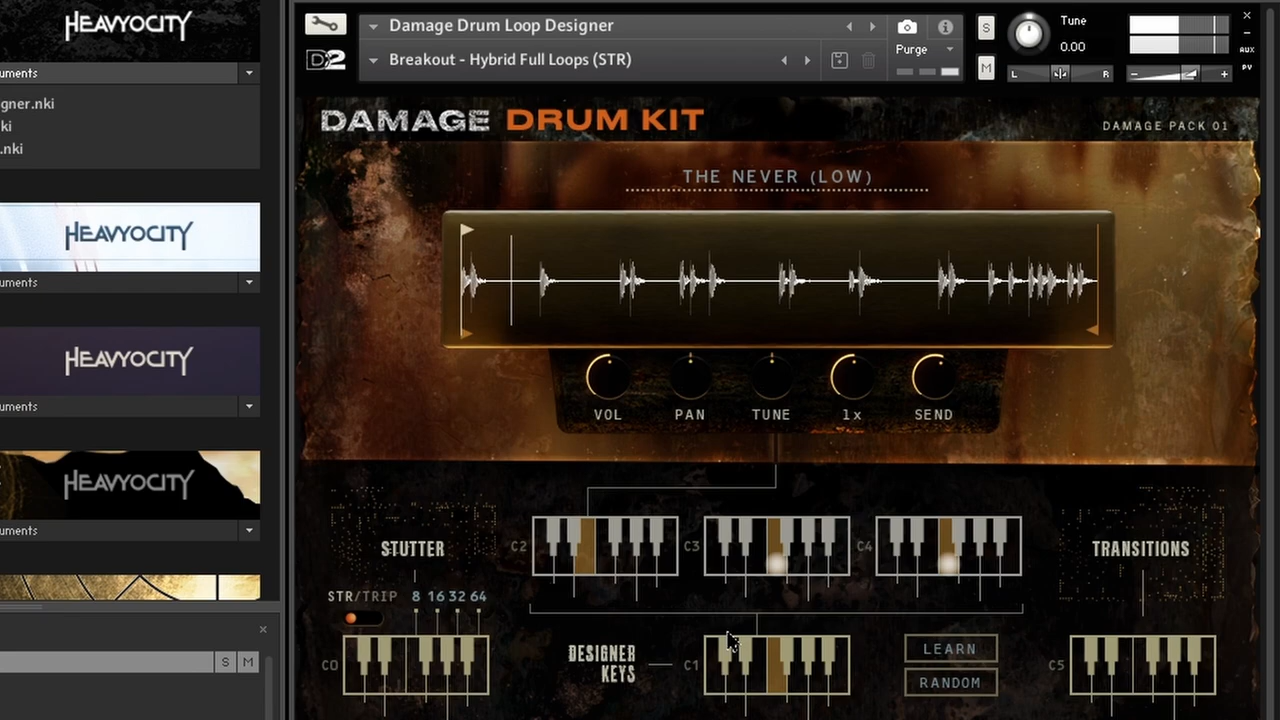 HEAVYOCITY
uments
gner.nki
ki
.nki
HEAVYOCITY
uments
HEAVYOCITY
uments
HEAVYOCITY
uments
S M
D2
Damage Drum Loop Designer
Breakout - Hybrid Full Loops (STR)
Purge
S
M
Tune
0.00
L R
- +
AUX
PV
DAMAGE DRUM KIT
DAMAGE PACK 01
THE NEVER (LOW)
VOL PAN TUNE 1x SEND
STUTTER
C2 C3 C4
TRANSITIONS
STR/TRIP 8 16 32 64
C0
DESIGNER
KEYS
C1
LEARN
RANDOM
C5